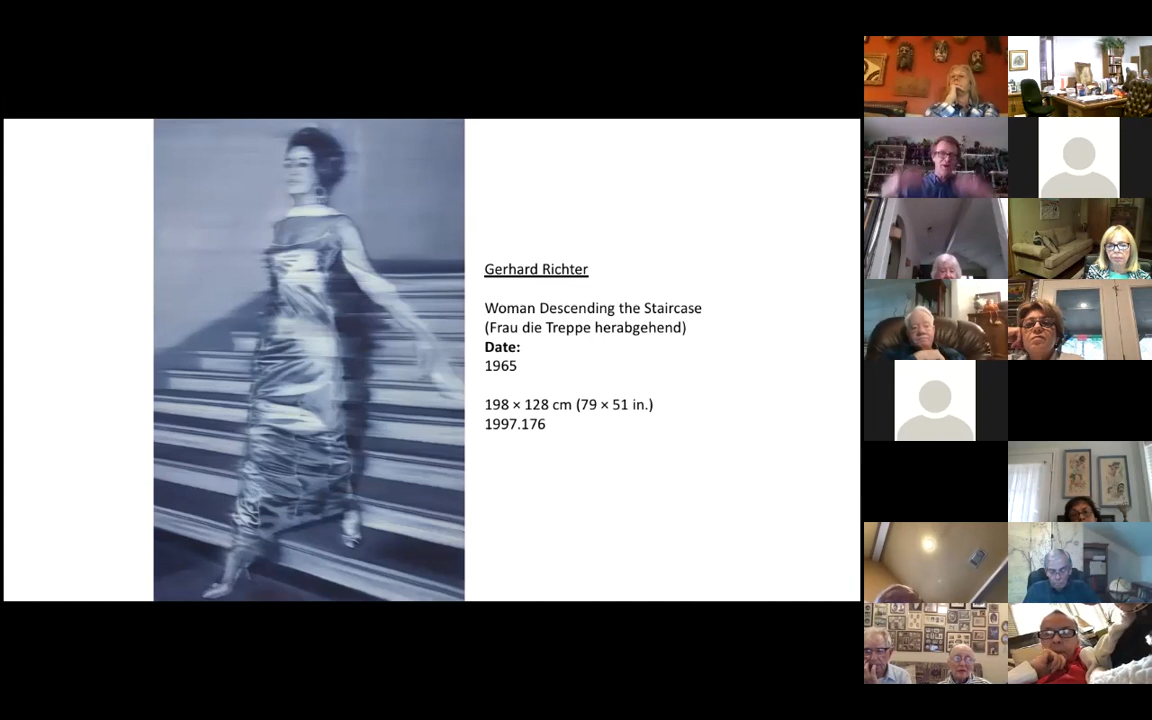 Gerhard Richter
Woman Descending the Staircase
(Frau die Treppe herabgehend)
Date:
1965
198 × 128 cm (79 × 51 in.)
1997.176